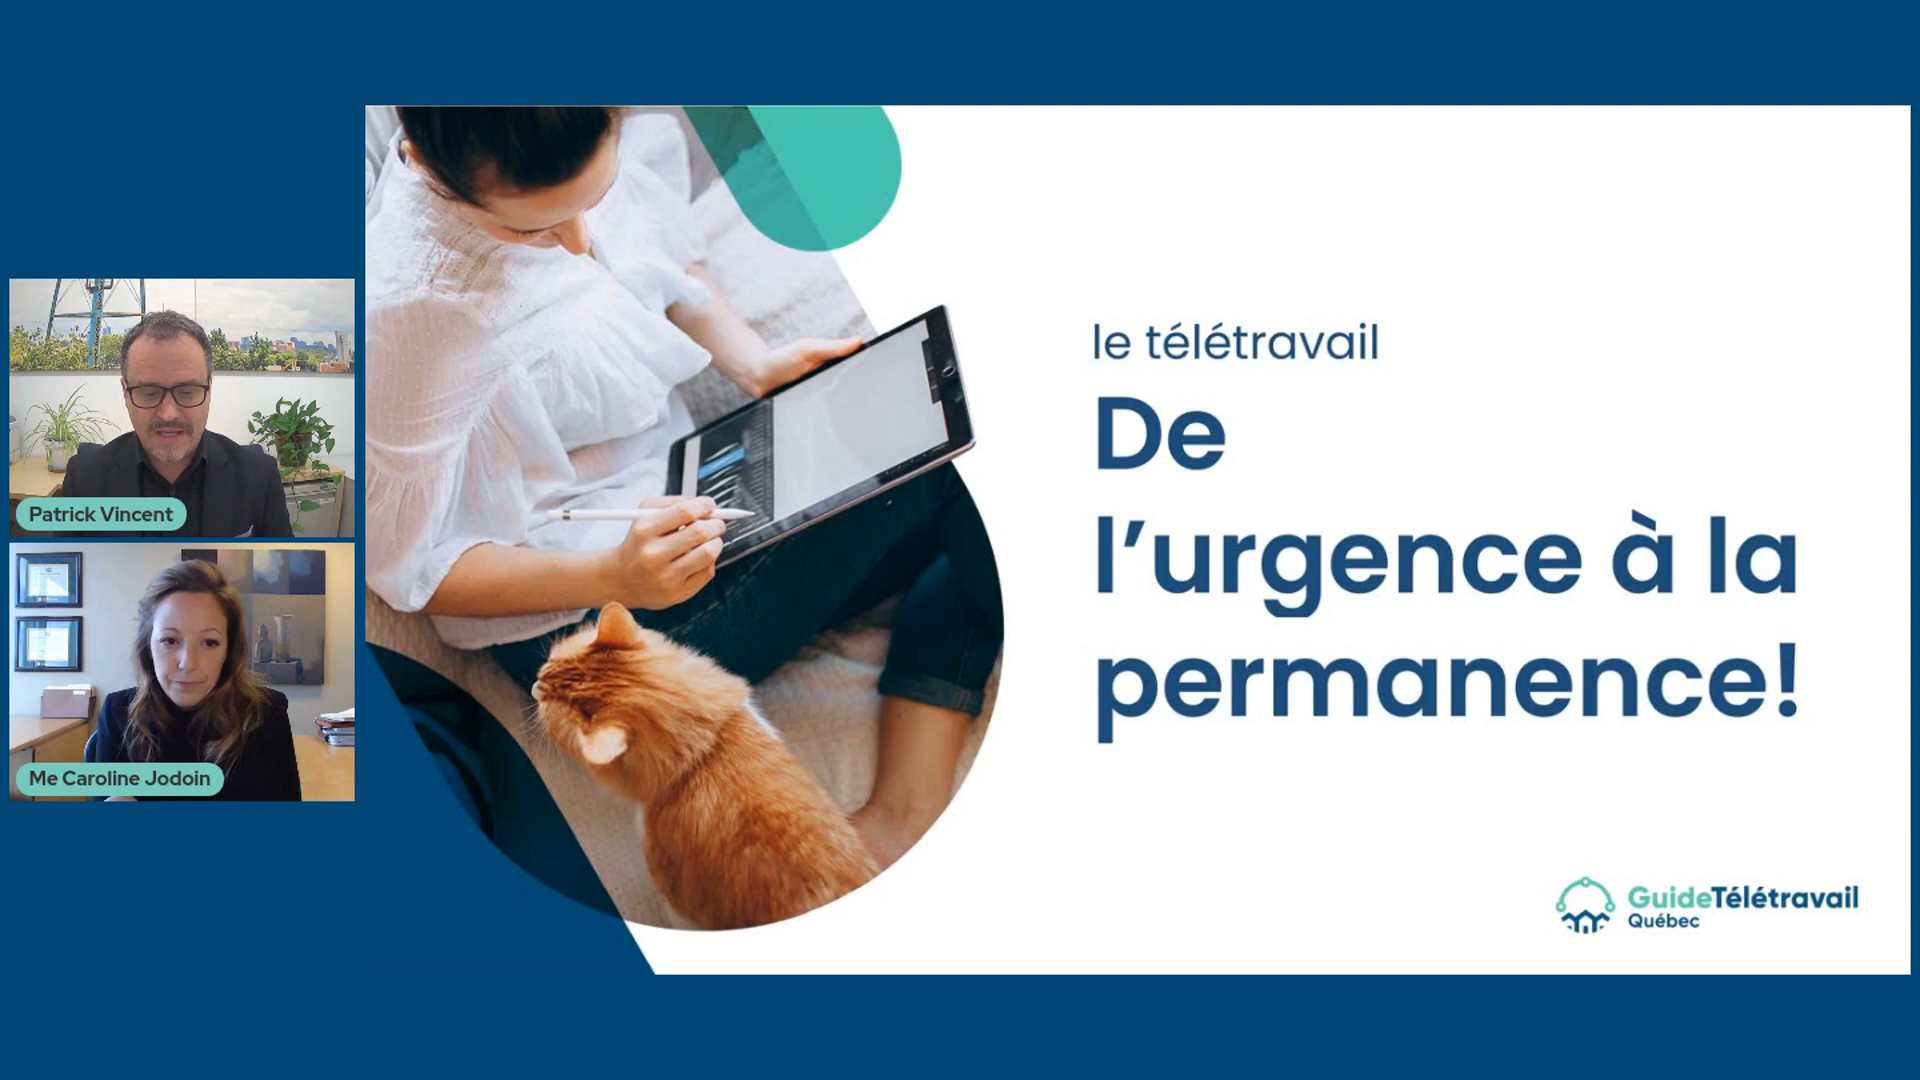 Patrick Vincent
Me Caroline Jodoin
le télétravail
De
l’urgence à la
permanence!
GuideTélétravail
Québec